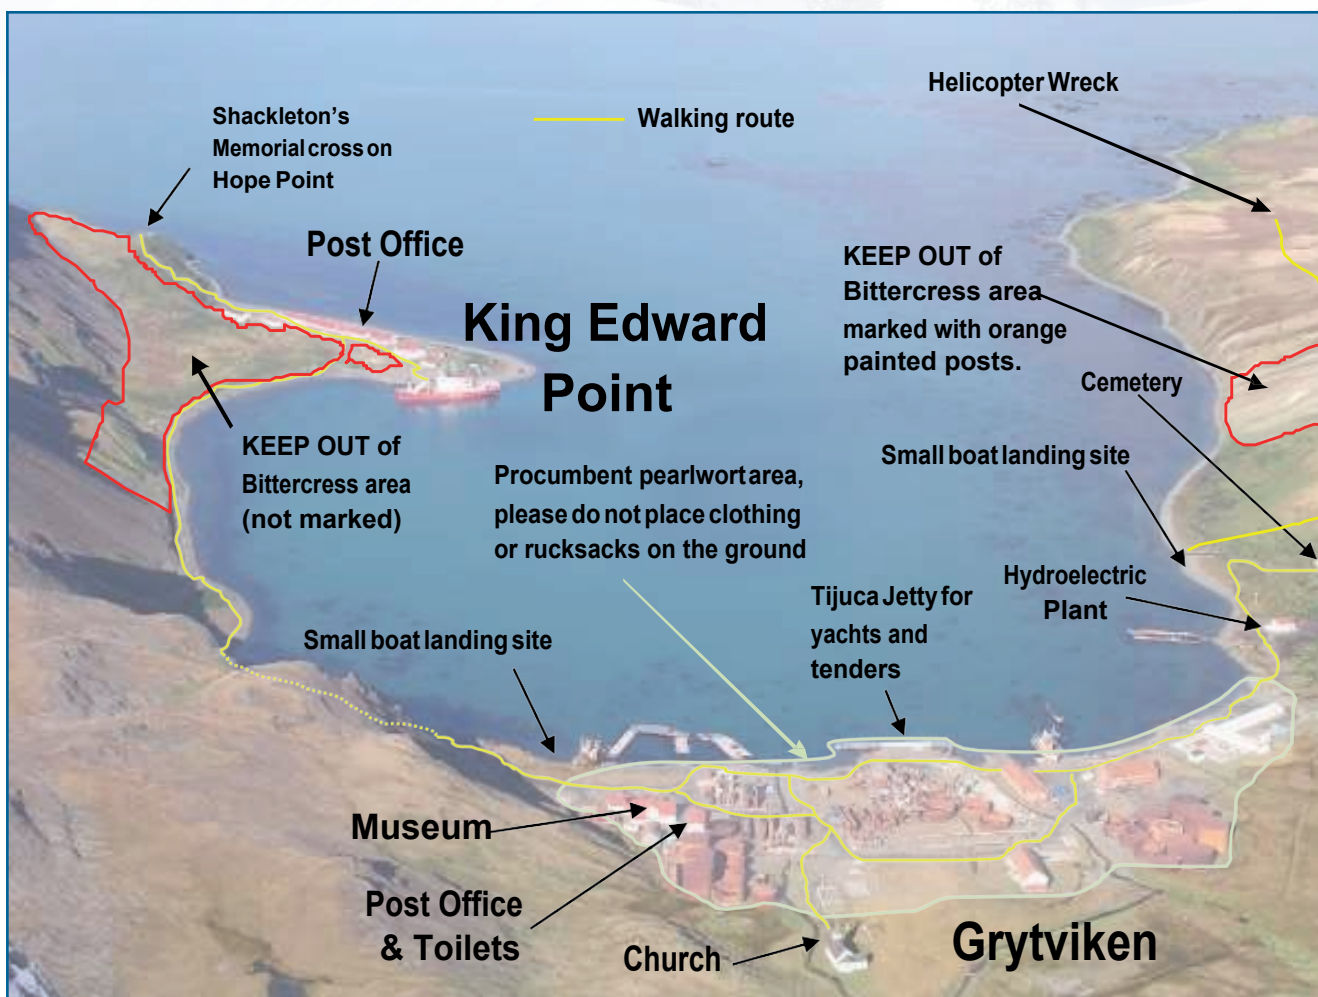 Helicopter Wreck
Shackleton's
Memorial cross on
Hope Point
Walking route
Post Office
KEEP OUT of
Bittercress area
marked with orange
painted posts.
King Edward
Point
Cemetery
KEEP OUT of
Bittercress area
(not marked)
Procumbent pearlwort area,
please do not place clothing
or rucksacks on the ground
Small boat landing site
Hydroelectric
Plant
Tijuca Jetty for
yachts and
tenders
Small boat landing site
Museum
Post Office
& Toilets
Church
Grytviken